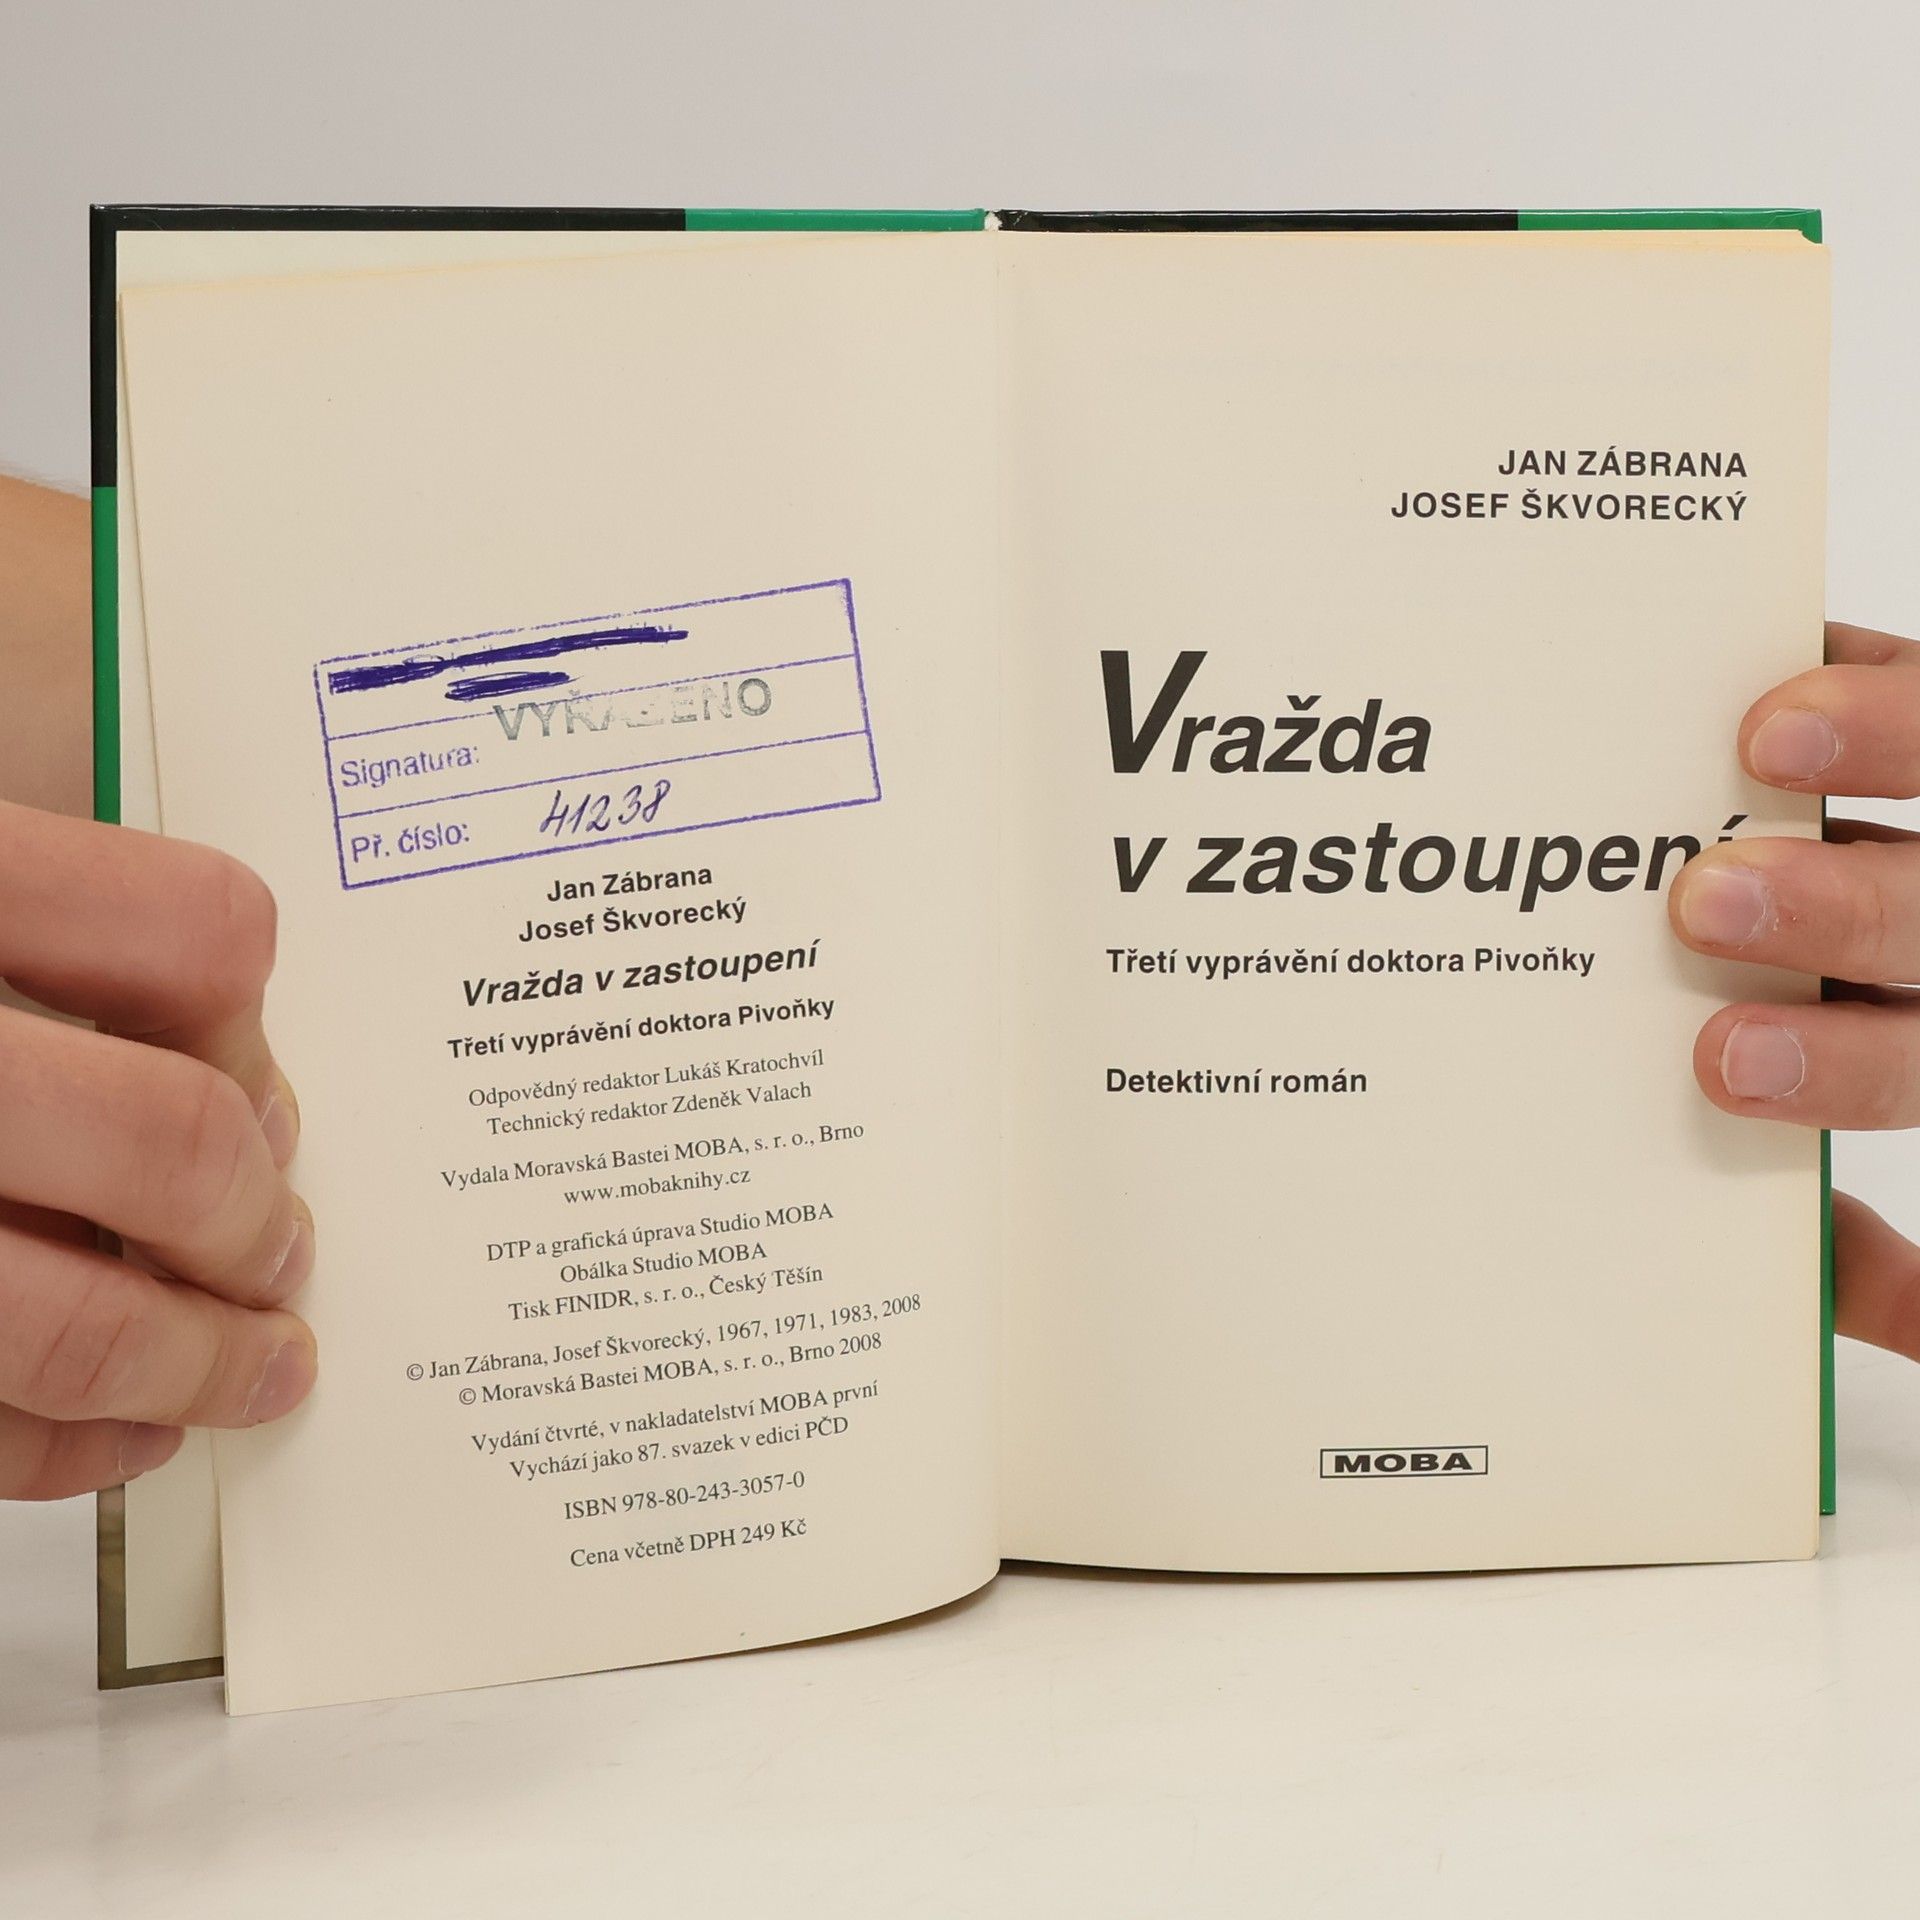 VYŘAZENO
Signatura:
Př. číslo: 41238
Jan Zábrana
Josef Škvorecký
Vražda v zastoupení
Třetí vyprávění doktora Pivoňky
Odpovědný redaktor Lukáš Kratochvíl
Technický redaktor Zdeněk Valach
Vydala Moravská Bastei MOBA, s. r. o., Brno
www.mobaknihy.cz
DTP a grafická úprava Studio MOBA
Obálka Studio MOBA
Tisk FINIDR, s. r. o., Český Těšín
© Jan Zábrana, Josef Škvorecký, 1967, 1971, 1983, 2008
© Moravská Bastei MOBA, s. r. o., Brno 2008
Vydání čtvrté, v nakladatelství MOBA první
Vychází jako 87. svazek v edici PČD
ISBN 978-80-243-3057-0
Cena včetně DPH 249 Kč
JAN ZÁBRANA
JOSEF ŠKVORECKÝ
Vražda
v zastoupení
Třetí vyprávění doktora Pivoňky
Detektivní román
MOBA